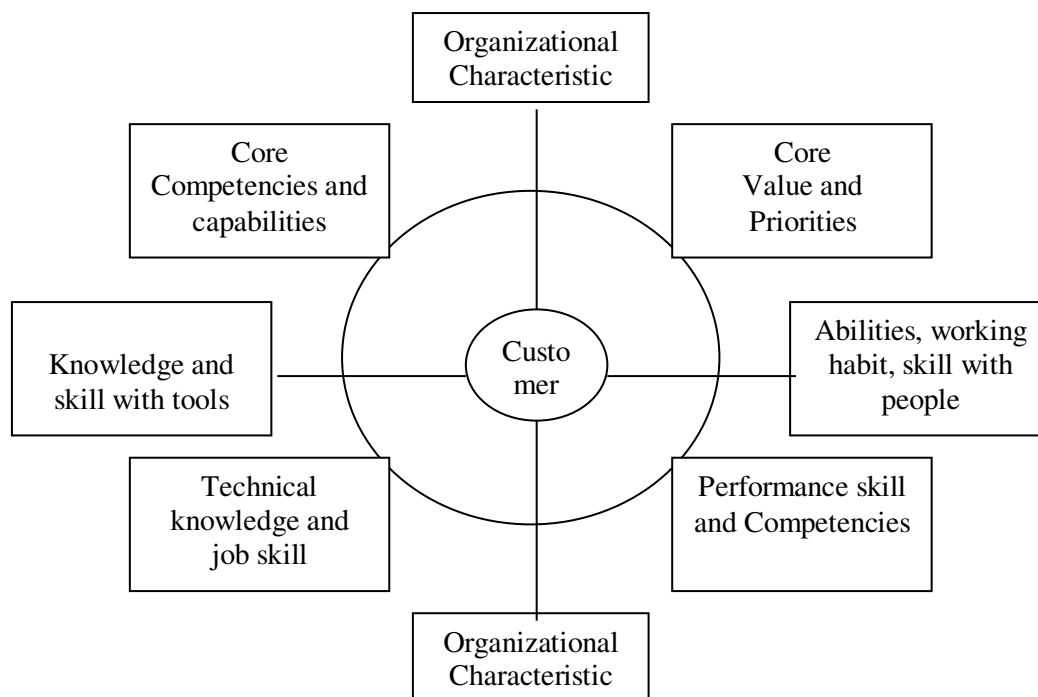 Organizational
Characteristic
Core
Competencies and
capabilities
Core
Value and
Priorities
Knowledge and
skill with tools
Custo
mer
Abilities, working
habit, skill with
people
Technical
knowledge and
job skill
Performance skill
and Competencies
Organizational
Characteristic